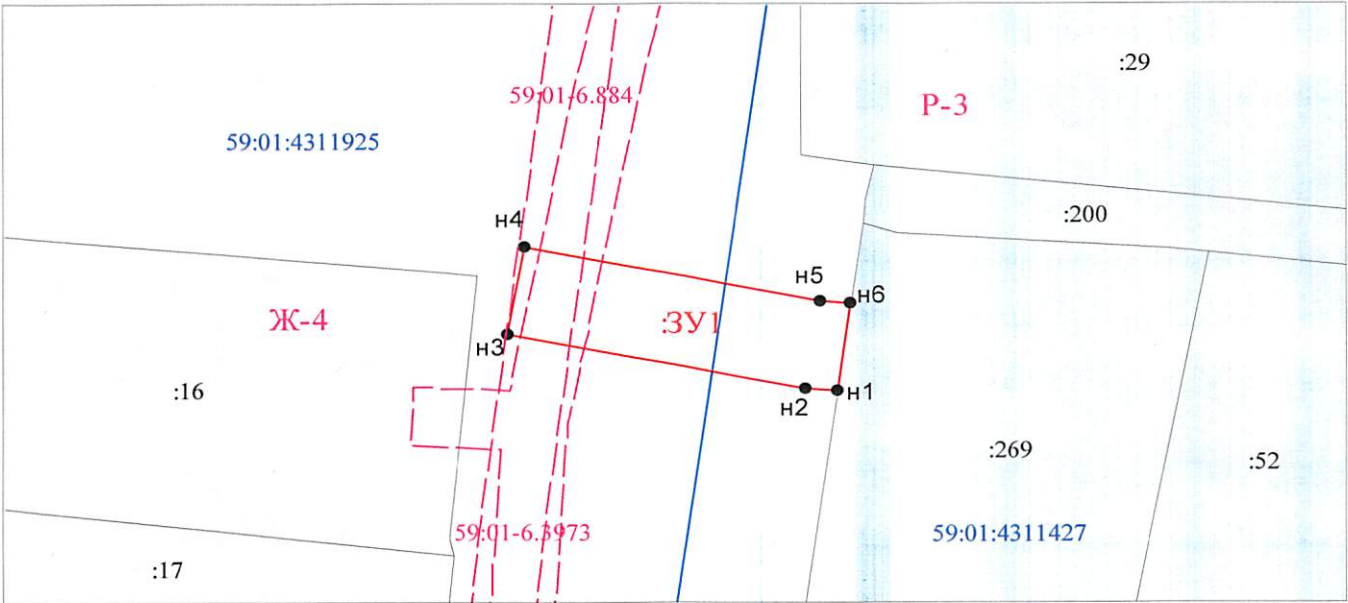 :29
59:01-6.884
Р-3
59:01:4311925
:200
н4
н5
н6
Ж-4
:ЗУ1
н3
:16
н2
н1
:269
:52
59:01-6.3973
59:01:4311427
:17